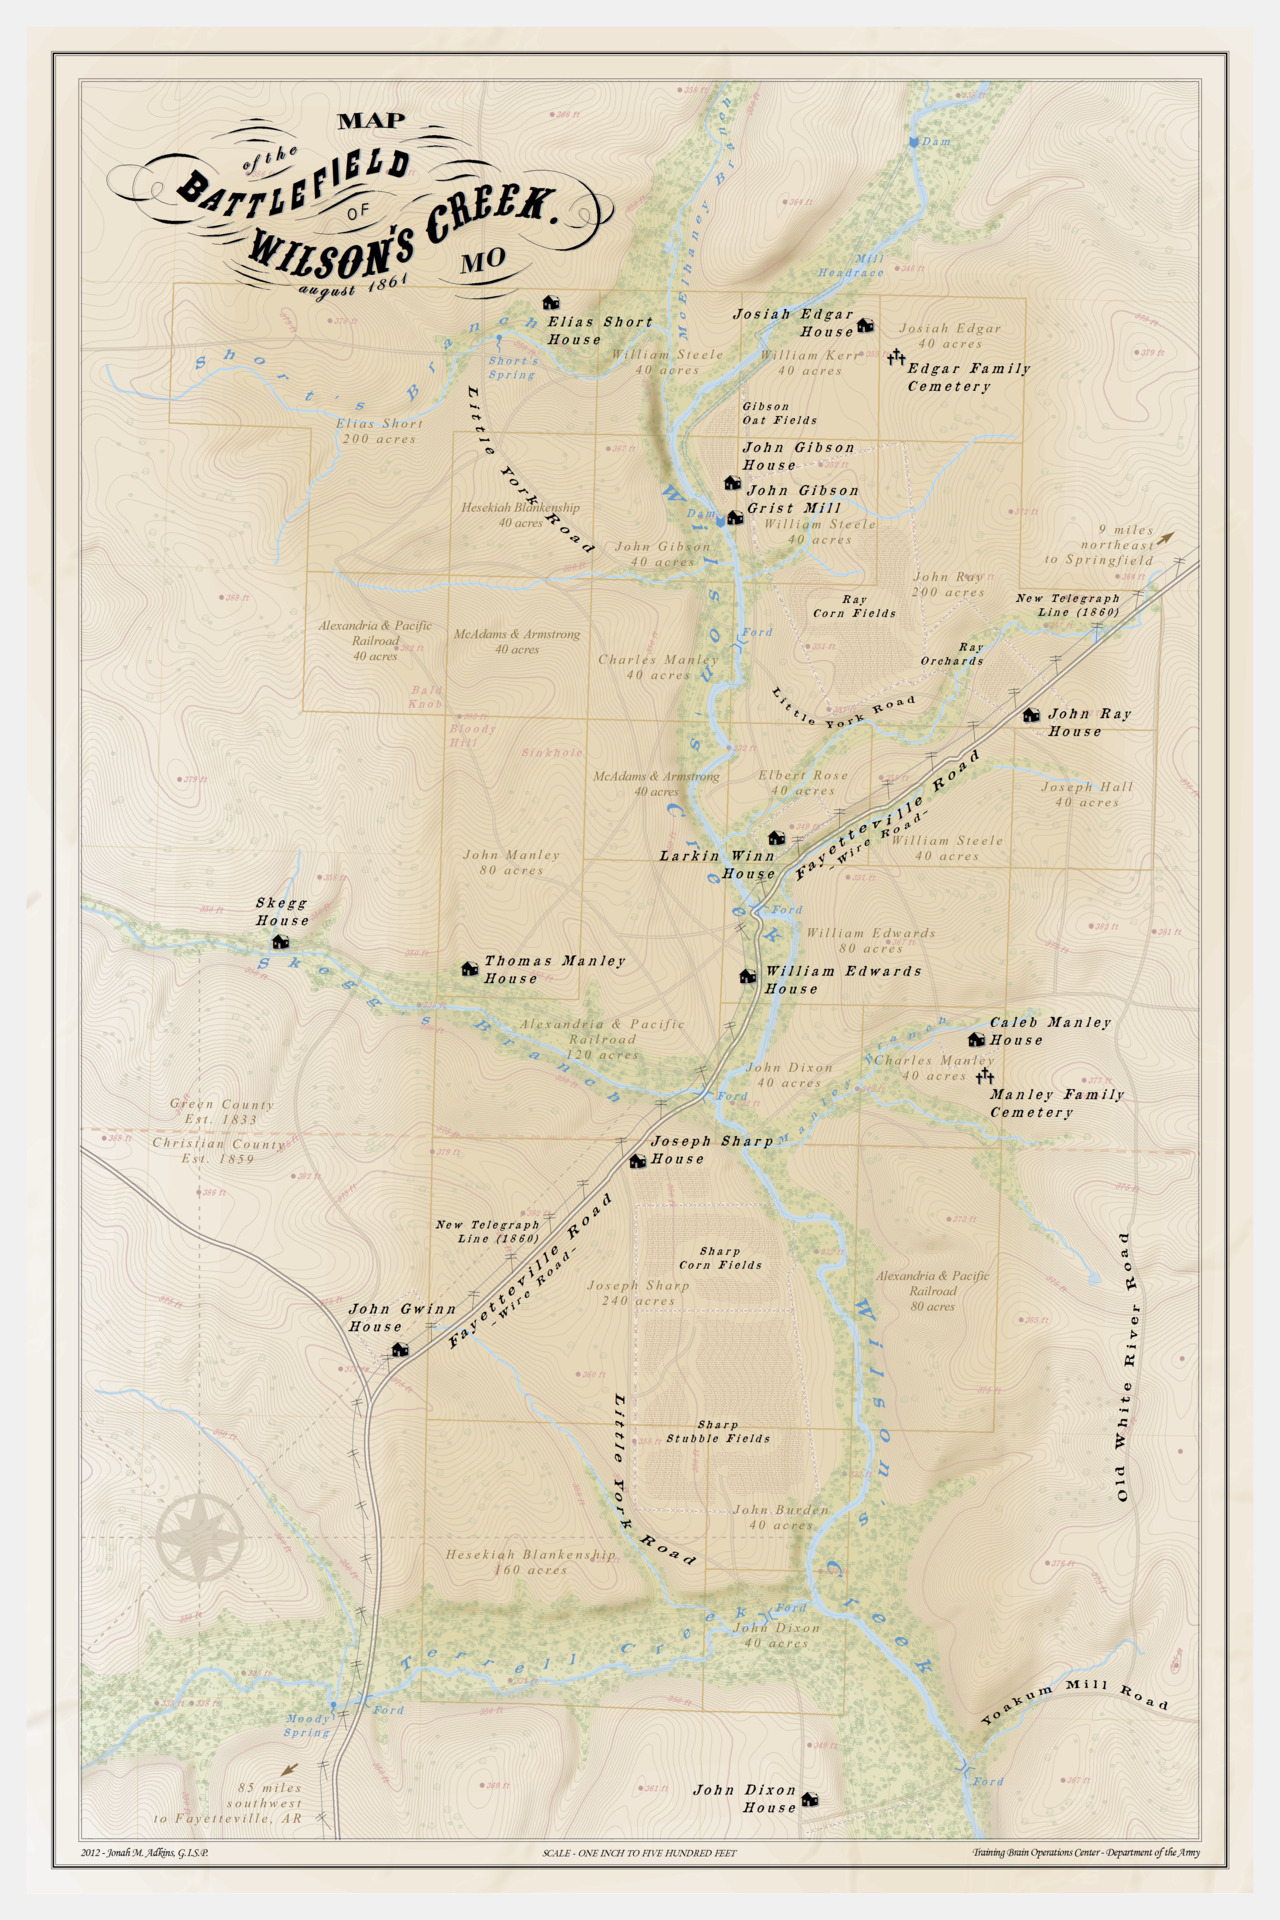 MAP
of the
BATTLEFIELD
OF
WILSON'S CREEK.
MO
august 1861
McElhaney Branch
Dam
Mill
Headrace
Elias Short
House
Josiah Edgar
House
Josiah Edgar
40 acres
Short's Branch
Short's
Spring
William Steele
40 acres
William Kerr
40 acres
Edgar Family
Cemetery
Elias Short
200 acres
Little York Road
Gibson
Oat Fields
John Gibson
House
John Gibson
Grist Mill
Dam
Hesekiah Blankenship
40 acres
William Steele
40 acres
John Gibson
40 acres
9 miles
northeast
to Springfield
John Ray
200 acres
New Telegraph
Line (1860)
Ray
Corn Fields
Ray
Orchards
Alexandria & Pacific
Railroad
40 acres
McAdams & Armstrong
40 acres
Ford
Charles Manley
40 acres
Wilson's Creek
Bald
Knob
Bloody
Hill
Sinkhole
Little York Road
John Ray
House
McAdams & Armstrong
40 acres
Elbert Rose
40 acres
Joseph Hall
40 acres
Fayetteville Road
-Wire Road-
William Steele
40 acres
Larkin Winn
House
John Manley
80 acres
Skegg
House
Ford
William Edwards
80 acres
Skegg's Branch
Thomas Manley
House
William Edwards
House
Alexandria & Pacific
Railroad
120 acres
Caleb Manley
House
Manley Branch
Charles Manley
40 acres
John Dixon
40 acres
Ford
Manley Family
Cemetery
Green County
Est. 1833
Christian County
Est. 1859
Joseph Sharp
House
New Telegraph
Line (1860)
Fayetteville Road
-Wire Road-
Sharp
Corn Fields
Joseph Sharp
240 acres
Alexandria & Pacific
Railroad
80 acres
Old White River Road
John Gwinn
House
Wilson's Creek
Little York Road
Sharp
Stubble Fields
John Burden
40 acres
Hesekiah Blankenship
160 acres
Ford
John Dixon
40 acres
Terrell Creek
Yoakum Mill Road
Moody
Spring
Ford
85 miles
southwest
to Fayetteville, AR
Ford
John Dixon
House
2012 - Jonah M. Adkins, G.I.S.P.
SCALE - ONE INCH TO FIVE HUNDRED FEET
Training Brain Operations Center - Department of the Army